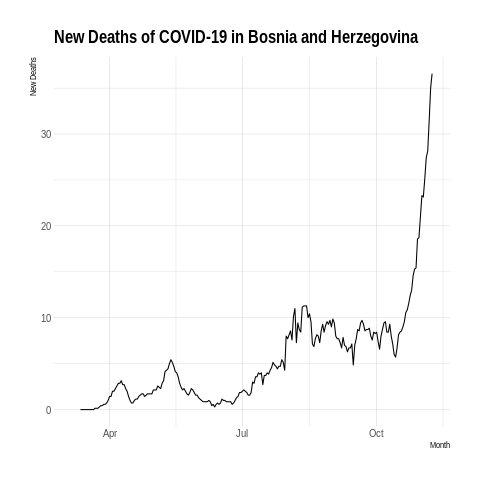 New Deaths of COVID-19 in Bosnia and Herzegovina
New Deaths
30
20
10
0
Apr
Jul
Oct
Month